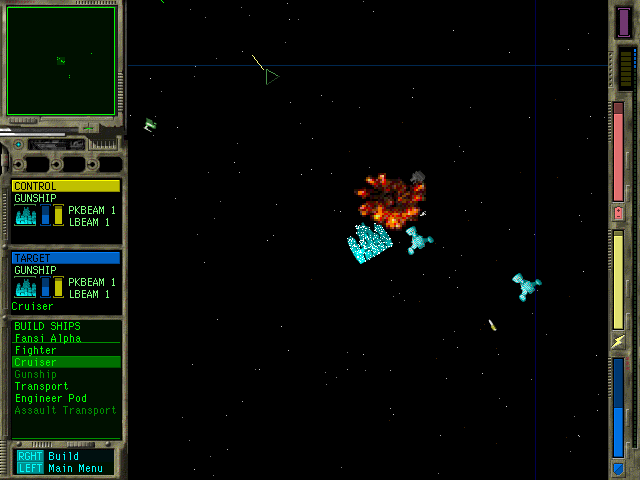 CONTROL
GUNSHIP
PKBEAM 1
LBEAM 1
TARGET
GUNSHIP
PKBEAM 1
LBEAM 1
Cruiser
BUILD SHIPS
Fansi Alpha
Fighter
Cruiser
Gunship
Transport
Engineer Pod
Assault Transport
RGHT Build
LEFT Main Menu